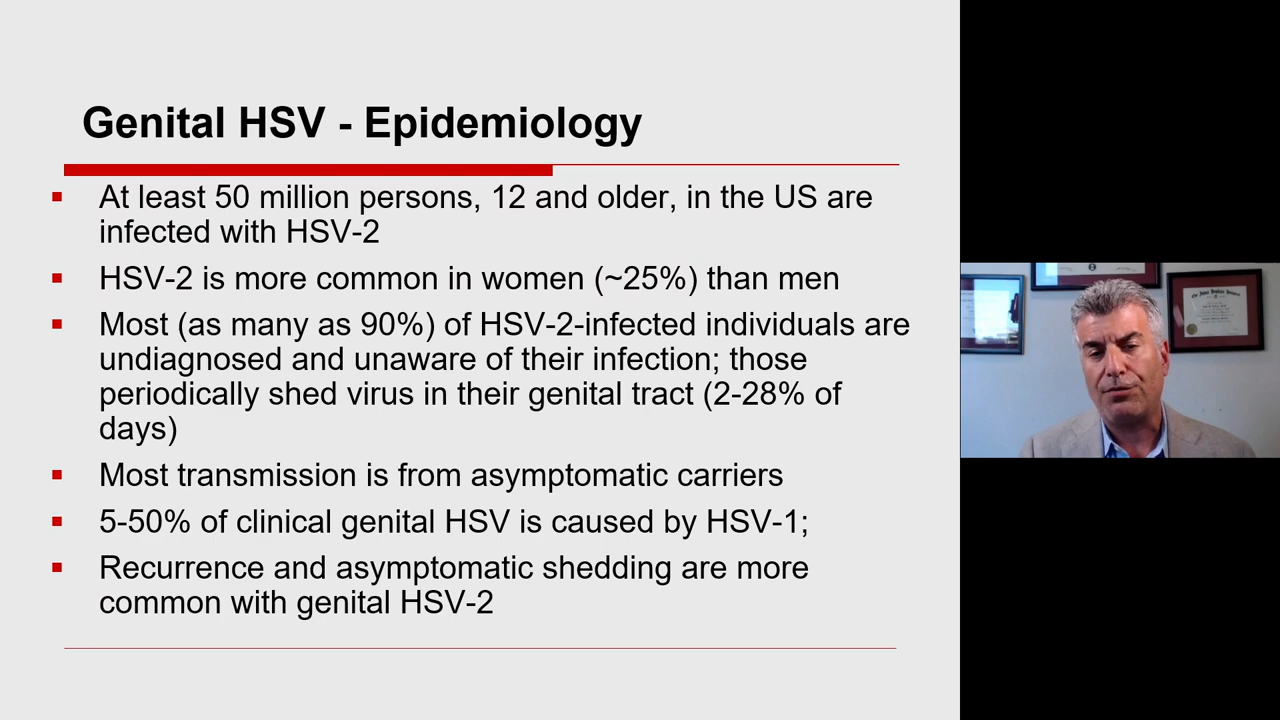 Genital HSV - Epidemiology
At least 50 million persons, 12 and older, in the US are
infected with HSV-2
HSV-2 is more common in women (~25%) than men
Most (as many as 90%) of HSV-2-infected individuals are
undiagnosed and unaware of their infection; those
periodically shed virus in their genital tract (2-28% of
days)
Most transmission is from asymptomatic carriers
5-50% of clinical genital HSV is caused by HSV-1;
Recurrence and asymptomatic shedding are more
common with genital HSV-2